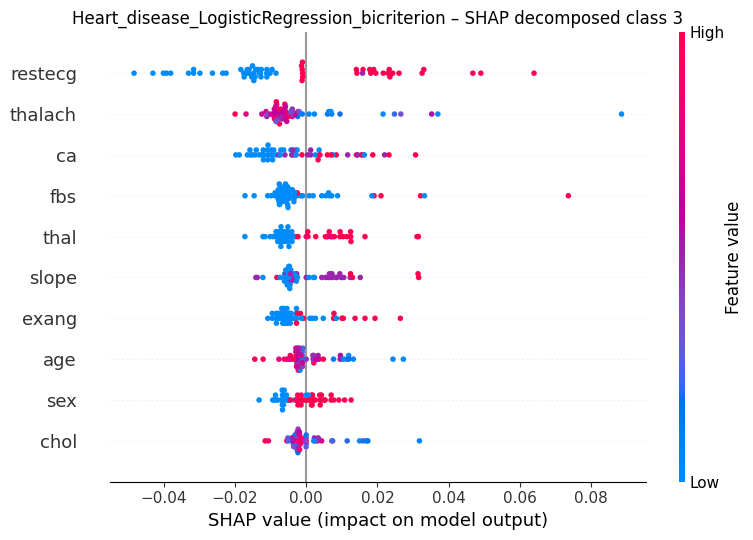 Heart_disease_LogisticRegression_bicriterion – SHAP decomposed class 3
High
restecg
thalach
ca
fbs
thal
slope
exang
age
sex
chol
Feature value
Low
−0.04 −0.02 0.00 0.02 0.04 0.06 0.08
SHAP value (impact on model output)